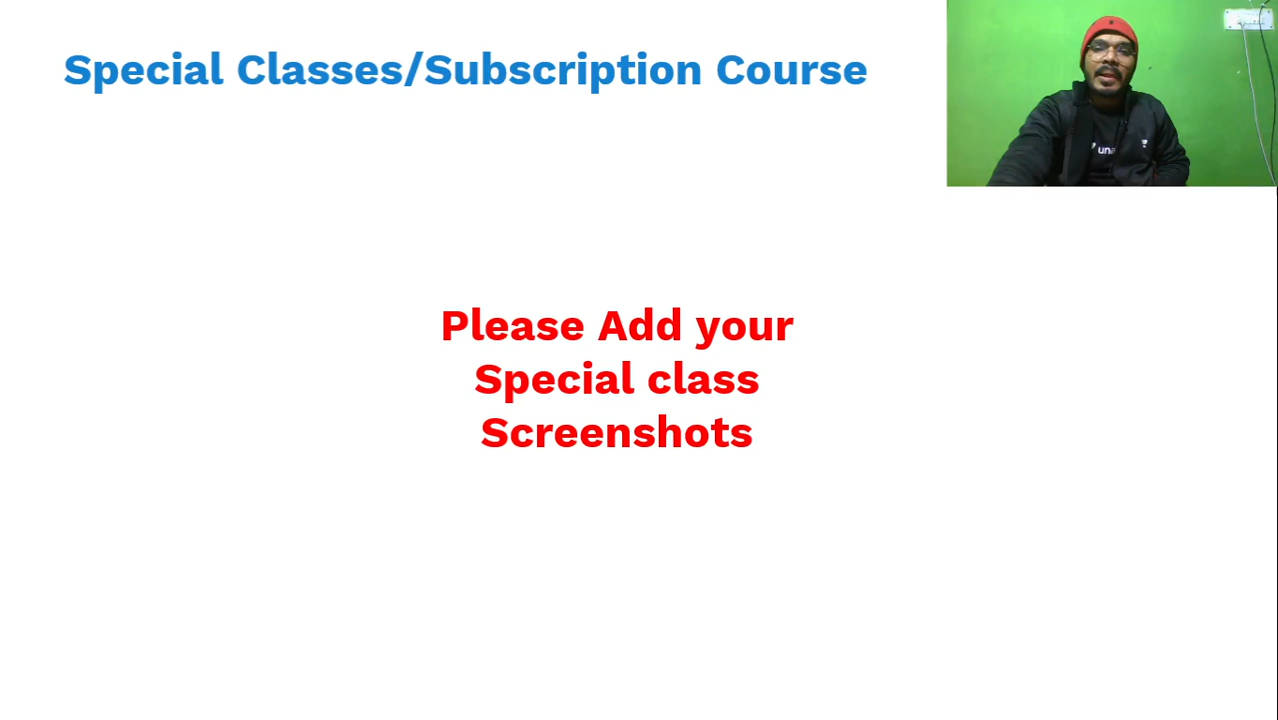 Special Classes/Subscription Course
Please Add your
Special class
Screenshots